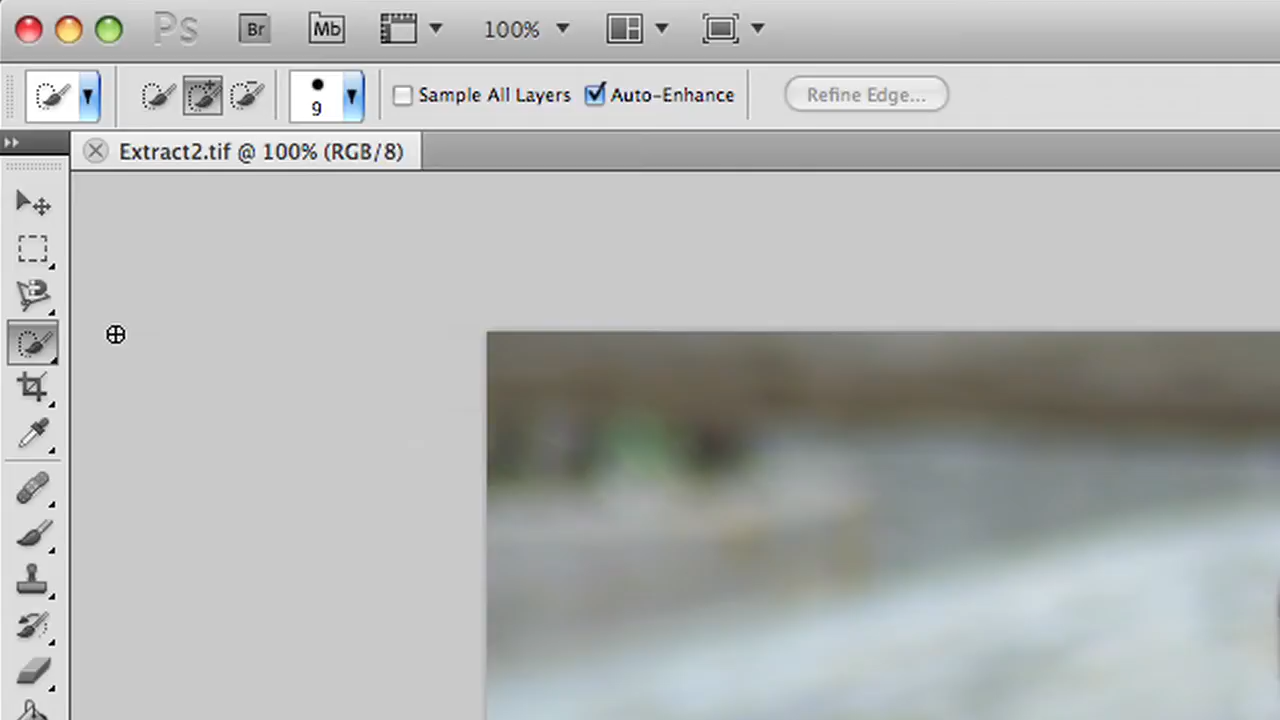 Ps Br Mb 100%
9 Sample All Layers Auto-Enhance Refine Edge...
Extract2.tif @ 100% (RGB/8)